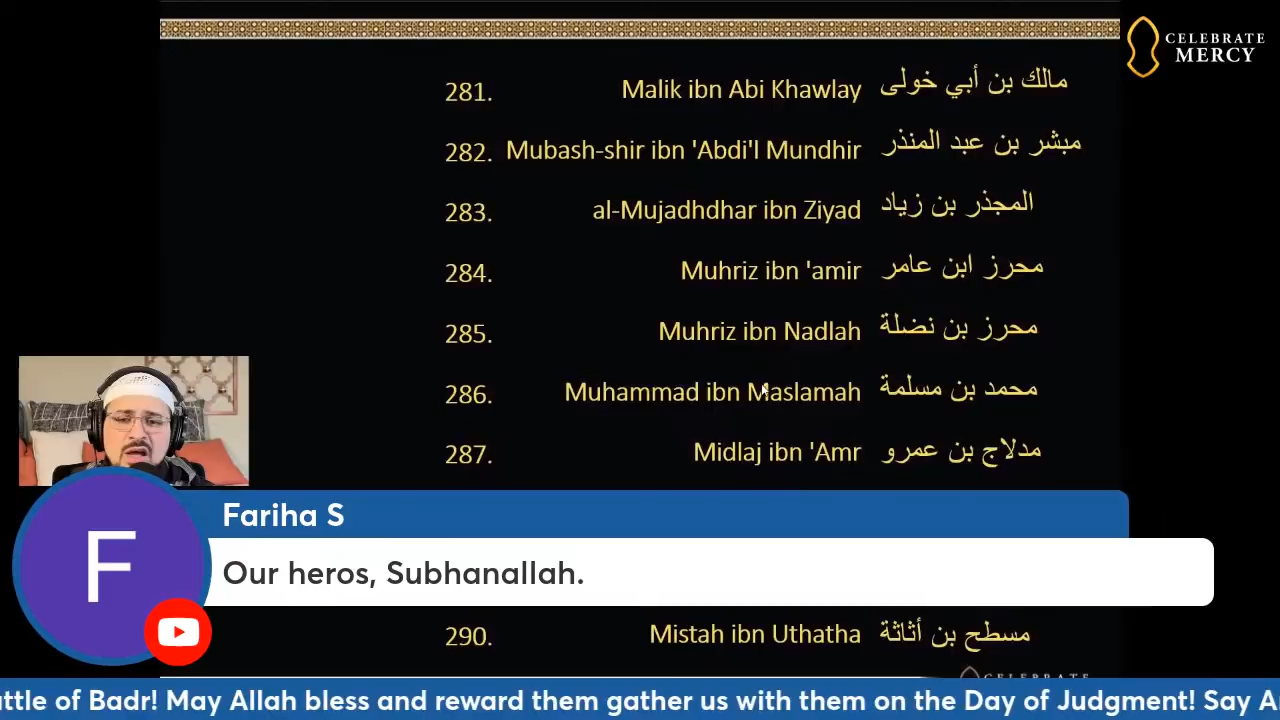 CELEBRATE
MERCY
281. Malik ibn Abi Khawlay مالك بن أبي خولى
282. Mubash-shir ibn 'Abdi'l Mundhir مبشر بن عبد المنذر
283. al-Mujadhdhar ibn Ziyad المجذر بن زياد
284. Muhriz ibn 'amir محرز ابن عامر
285. Muhriz ibn Nadlah محرز بن نضلة
286. Muhammad ibn Maslamah محمد بن مسلمة
287. Midlaj ibn 'Amr مدلاج بن عمرو
F
Fariha S
Our heros, Subhanallah.
290. Mistah ibn Uthatha مسطح بن أثاثة
CELEBRATE
of Badr! May Allah bless and reward them gather us with them on the Day of Judgment! Say